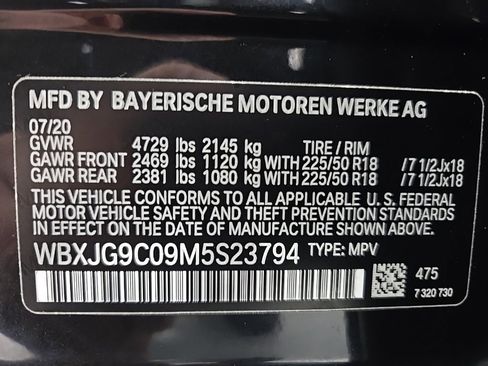 MFD BY BAYERISCHE MOTOREN WERKE AG
07/20
GVWR 4729 lbs 2145 kg TIRE / RIM
GAWR FRONT 2469 lbs 1120 kg WITH 225/50 R18 /7 1/2Jx18
GAWR REAR 2381 lbs 1080 kg WITH 225/50 R18 /7 1/2Jx18
THIS VEHICLE CONFORMS TO ALL APPLICABLE U. S. FEDERAL
MOTOR VEHICLE SAFETY AND THEFT PREVENTION STANDARDS
IN EFFECT ON THE DATE OF MANUFACTURE SHOWN ABOVE.
WBXJG9C09M5S23794 TYPE: MPV
475
7 320 730